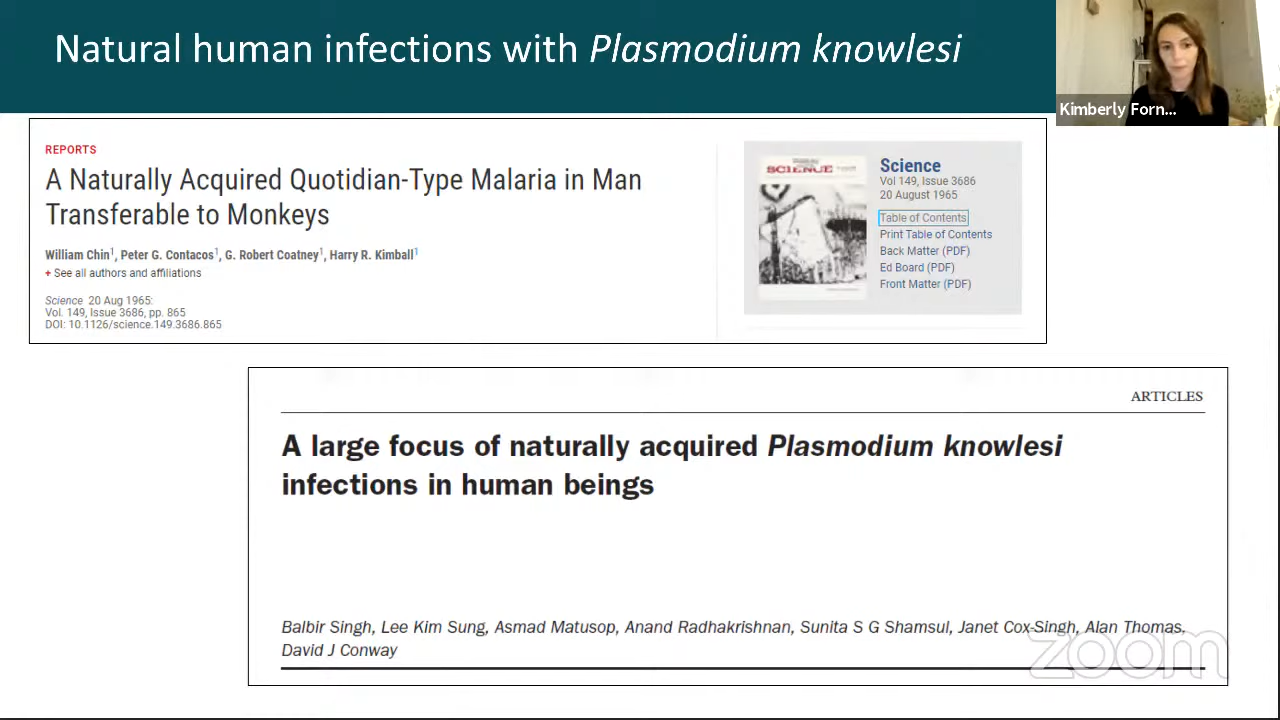 Natural human infections with Plasmodium knowlesi
Kimberly Forn...
REPORTS
A Naturally Acquired Quotidian-Type Malaria in Man
Transferable to Monkeys
William Chin1, Peter G. Contacos1, G. Robert Coatney1, Harry R. Kimball1
+ See all authors and affiliations
Science 20 Aug 1965:
Vol. 149, Issue 3686, pp. 865
DOI: 10.1126/science.149.3686.865
SCIENCE
Science
Vol 149, Issue 3686
20 August 1965
Table of Contents
Print Table of Contents
Back Matter (PDF)
Ed Board (PDF)
Front Matter (PDF)
ARTICLES
A large focus of naturally acquired Plasmodium knowlesi
infections in human beings
Balbir Singh, Lee Kim Sung, Asmad Matusop, Anand Radhakrishnan, Sunita S G Shamsul, Janet Cox-Singh, Alan Thomas,
David J Conway
zoom